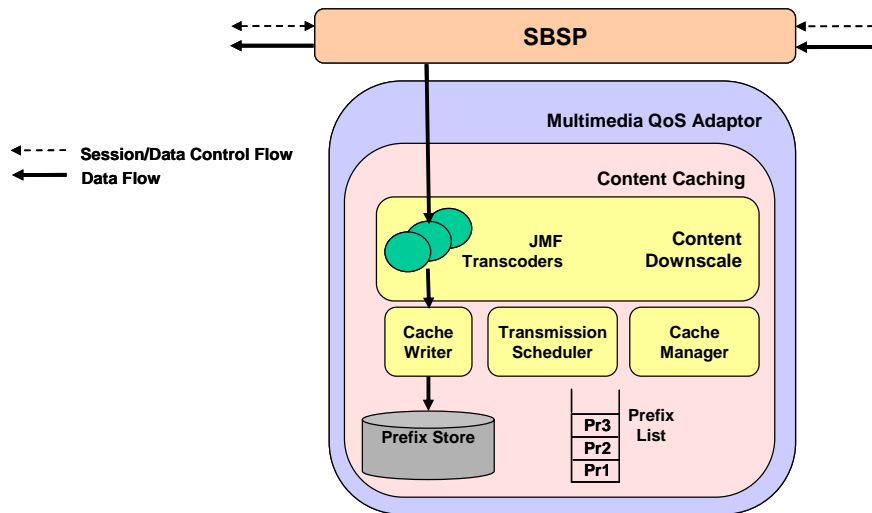 SBSP
Multimedia QoS Adaptor
Session/Data Control Flow
Data Flow
Content Caching
JMF
Transcoders
Content
Downscale
Cache
Writer
Transmission
Scheduler
Cache
Manager
Prefix Store
Pr3
Pr2
Pr1
Prefix
List